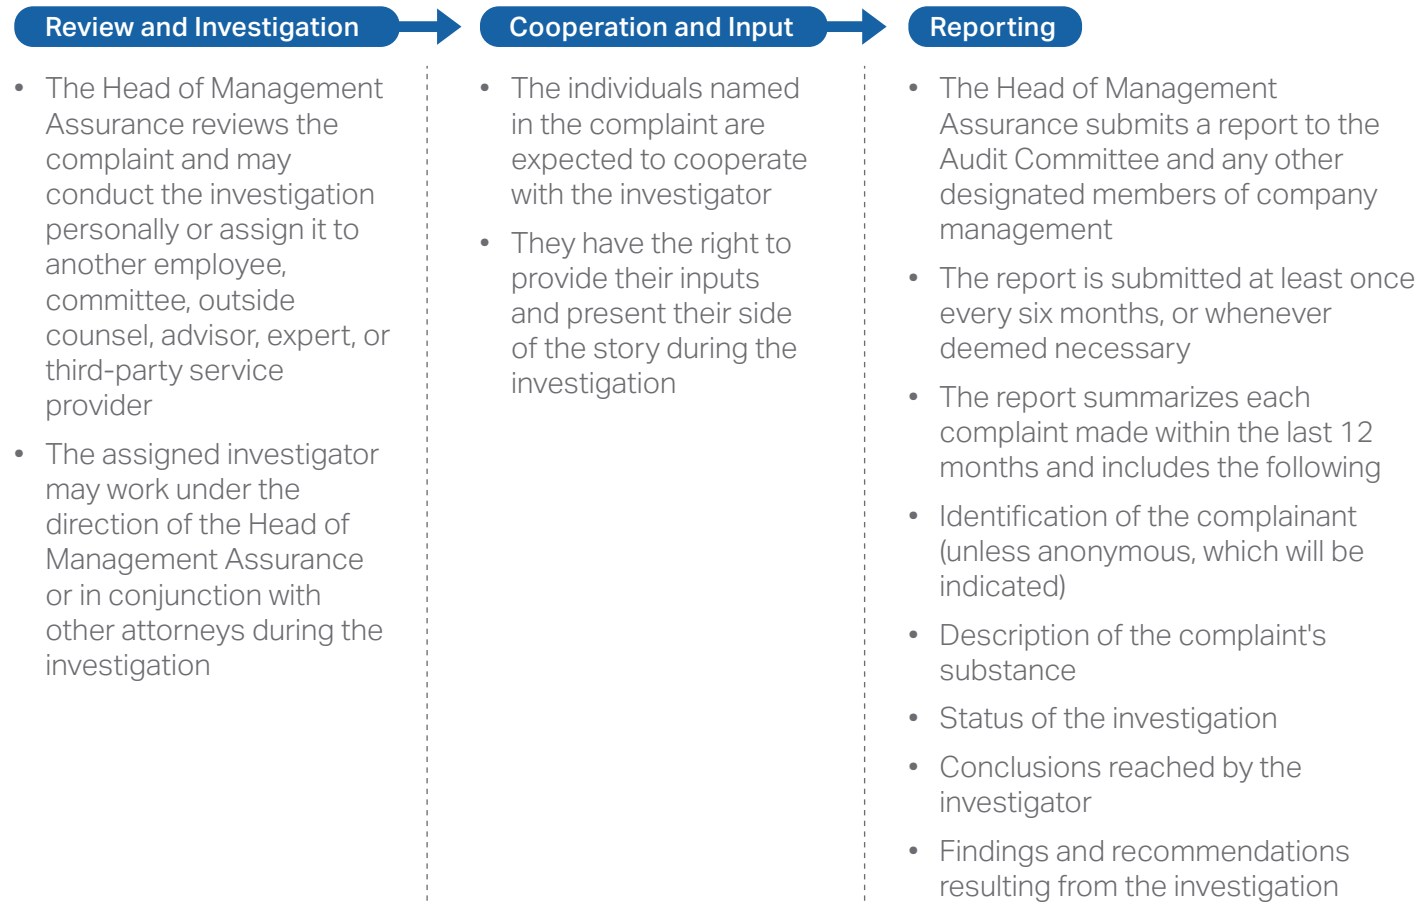 Review and Investigation
• The Head of Management
Assurance reviews the
complaint and may
conduct the investigation
personally or assign it to
another employee,
committee, outside
counsel, advisor, expert, or
third-party service
provider
• The assigned investigator
may work under the
direction of the Head of
Management Assurance
or in conjunction with
other attorneys during the
investigation
Cooperation and Input
• The individuals named
in the complaint are
expected to cooperate
with the investigator
• They have the right to
provide their inputs
and present their side
of the story during the
investigation
Reporting
• The Head of Management
Assurance submits a report to the
Audit Committee and any other
designated members of company
management
• The report is submitted at least once
every six months, or whenever
deemed necessary
• The report summarizes each
complaint made within the last 12
months and includes the following
• Identification of the complainant
(unless anonymous, which will be
indicated)
• Description of the complaint's
substance
• Status of the investigation
• Conclusions reached by the
investigator
• Findings and recommendations
resulting from the investigation